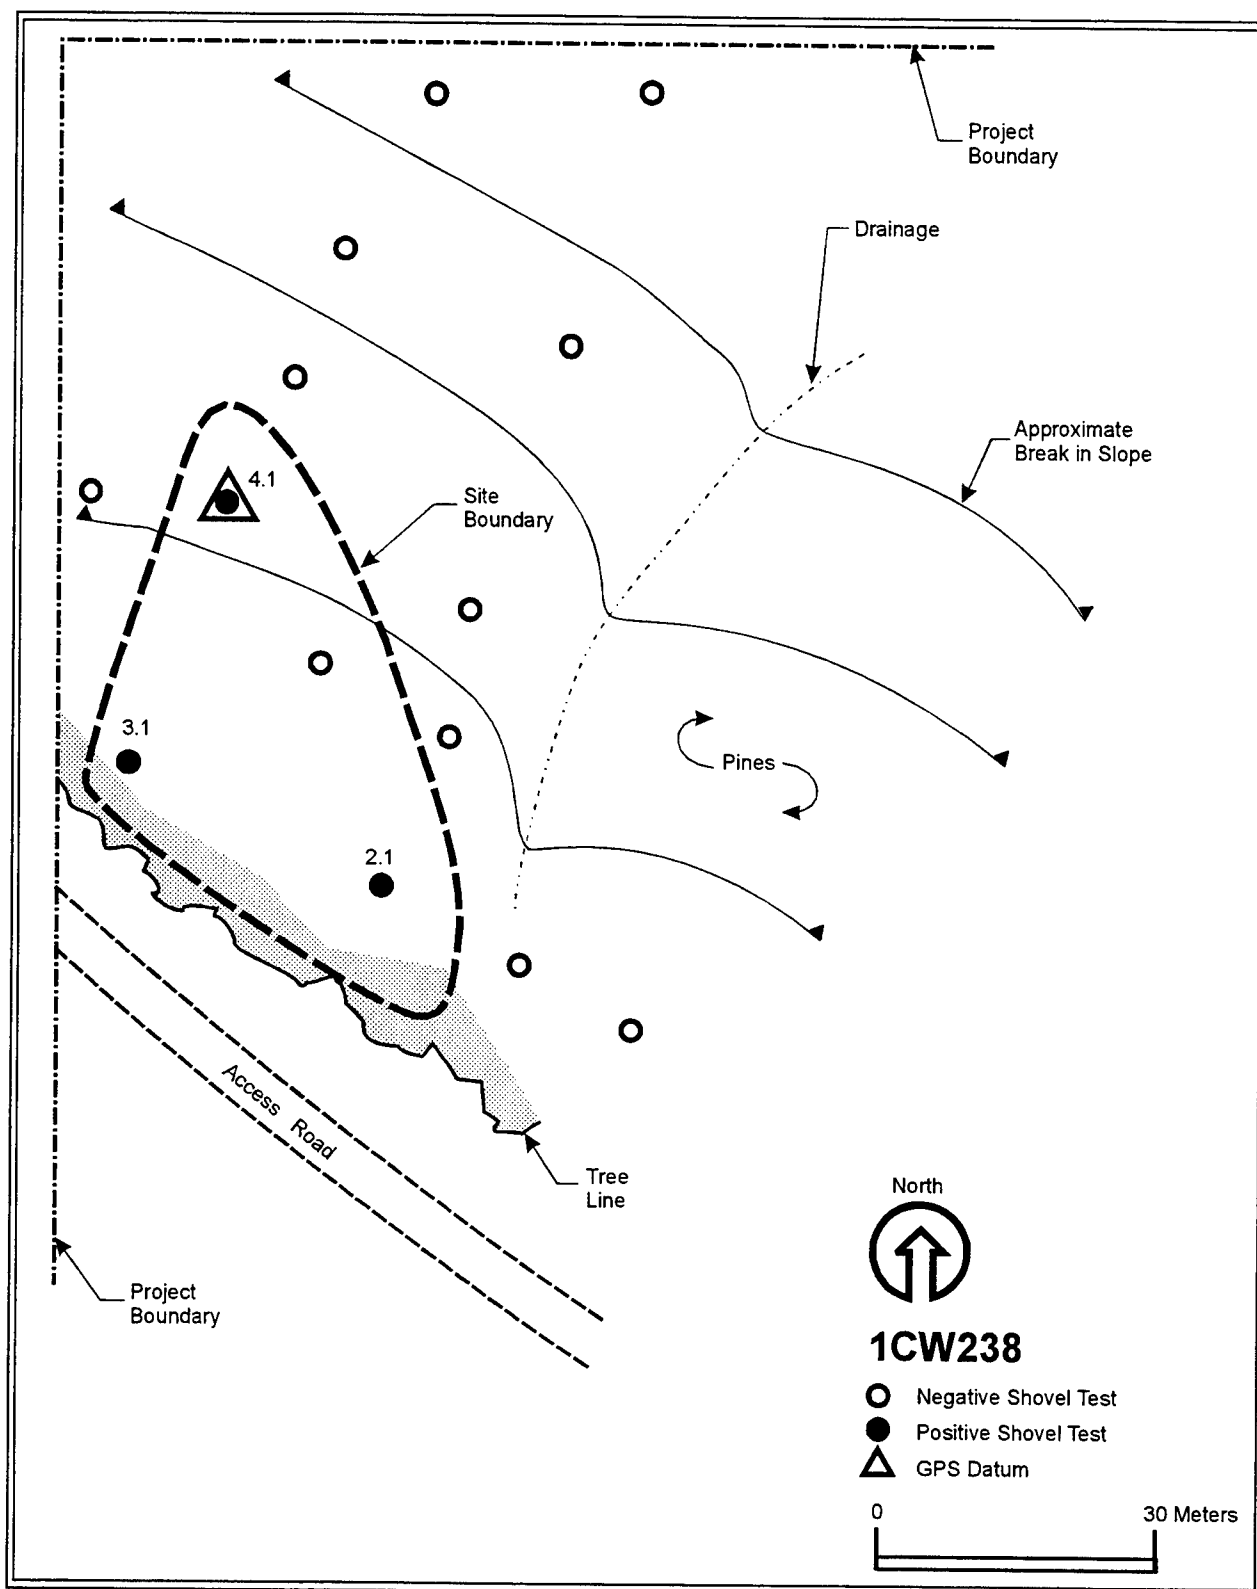 Project
Boundary
Drainage
Approximate
Break in Slope
4.1
Site
Boundary
3.1
Pines
2.1
Access Road
Tree
Line
North
Project
Boundary
1CW238
Negative Shovel Test
Positive Shovel Test
GPS Datum
0
30 Meters